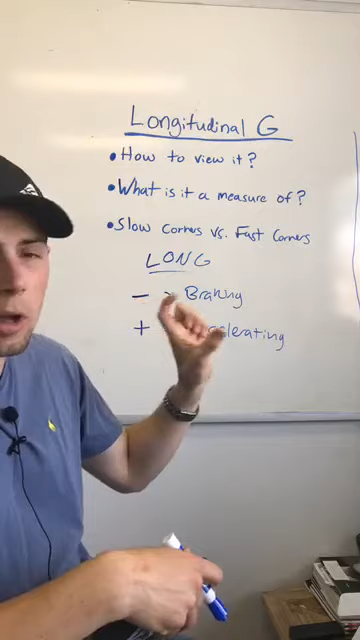 Longitudinal G
• How to view it?
• What is it a measure of?
• Slow Corners vs. Fast Corners
LONG
- Braking
+